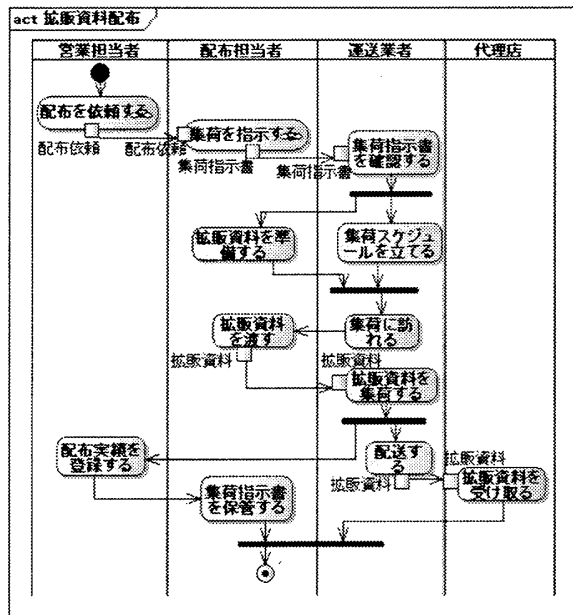 act 拡販資料配布
営業担当者
配布担当者
運送業者
代理店
配布を依頼する
配布依頼
配布依頼
集荷を指示する
集荷指示書
集荷指示書
集荷指示書
を確認する
拡販資料を準
備する
集荷スケジュ
ールを立てる
拡販資料
を渡す
集荷に訪
れる
拡販資料
拡販資料
拡販資料を
集荷する
配布実績を
登録する
配送す
る
拡販資料
拡販資料
拡販資料を
受け取る
集荷指示書
を保管する